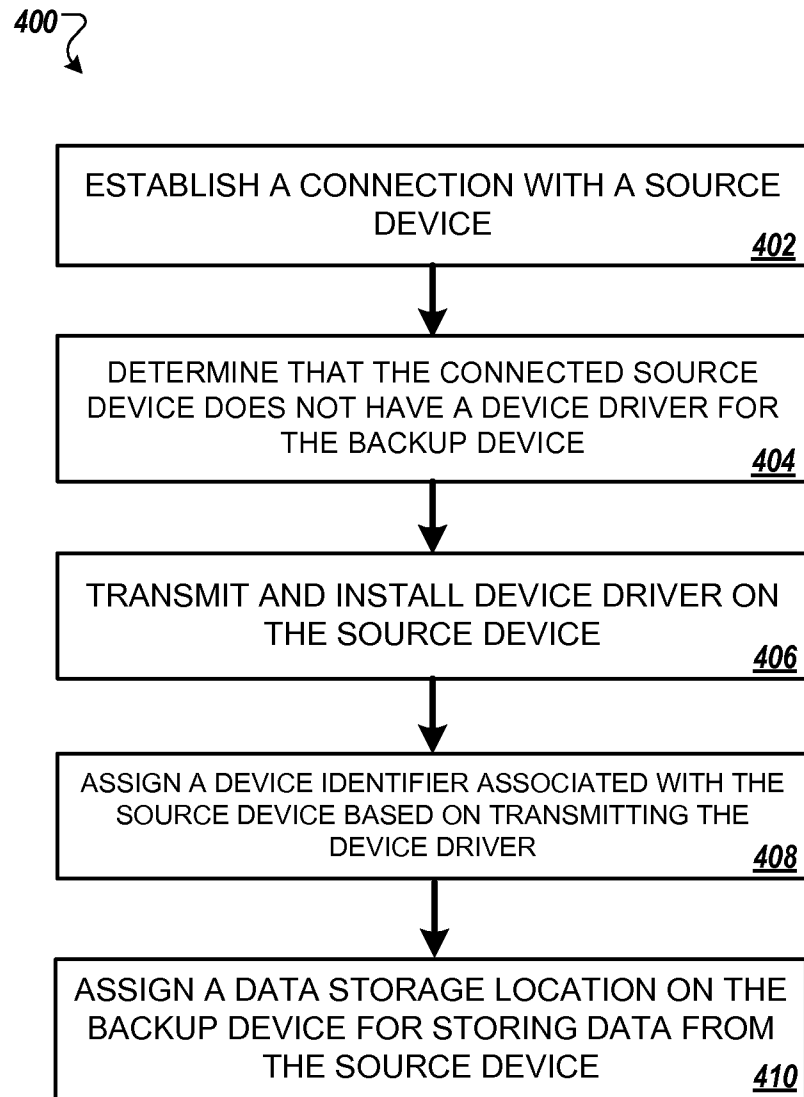 400
ESTABLISH A CONNECTION WITH A SOURCE
DEVICE
402
DETERMINE THAT THE CONNECTED SOURCE
DEVICE DOES NOT HAVE A DEVICE DRIVER FOR
THE BACKUP DEVICE
404
TRANSMIT AND INSTALL DEVICE DRIVER ON
THE SOURCE DEVICE
406
ASSIGN A DEVICE IDENTIFIER ASSOCIATED WITH THE
SOURCE DEVICE BASED ON TRANSMITTING THE
DEVICE DRIVER
408
ASSIGN A DATA STORAGE LOCATION ON THE
BACKUP DEVICE FOR STORING DATA FROM
THE SOURCE DEVICE
410